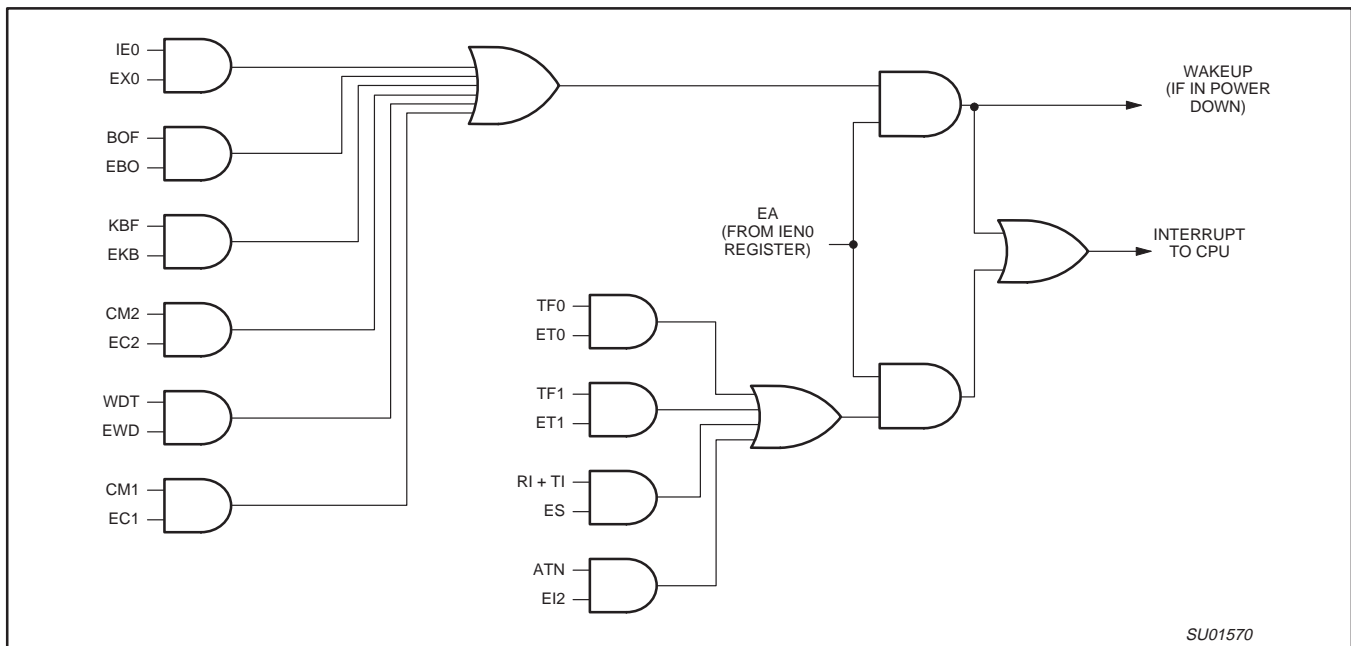 IE0
EX0
BOF
EBO
KBF
EKB
CM2
EC2
WDT
EWD
CM1
EC1
EA
(FROM IEN0
REGISTER)
TF0
ET0
TF1
ET1
RI + TI
ES
ATN
EI2
WAKEUP
(IF IN POWER
DOWN)
INTERRUPT
TO CPU
SU01570